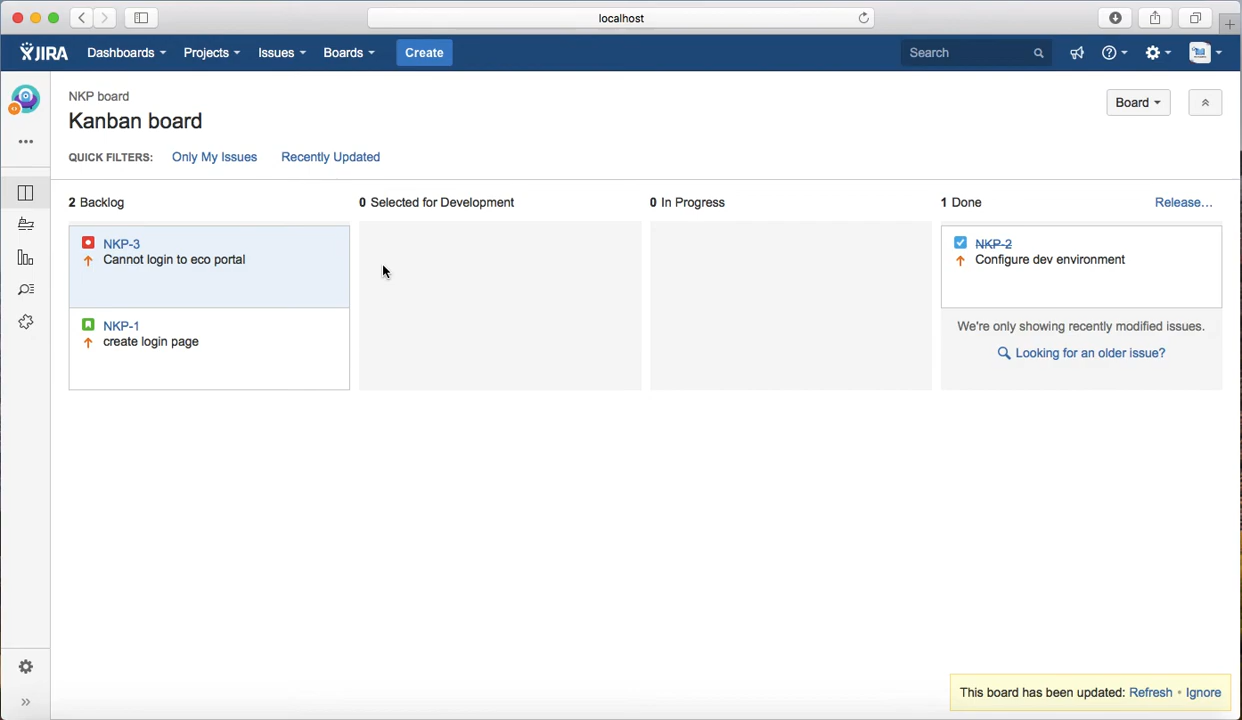 localhost
JIRA Dashboards Projects Issues Boards Create Search
NKP board
Kanban board
Board
QUICK FILTERS: Only My Issues Recently Updated
2 Backlog
0 Selected for Development
0 In Progress
1 Done
Release...
NKP-3
Cannot login to eco portal
NKP-1
create login page
NKP-2
Configure dev environment
We're only showing recently modified issues.
Looking for an older issue?
This board has been updated: Refresh • Ignore